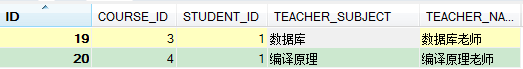 ID COURSE_ID STUDENT_ID TEACHER_SUBJECT TEACHER_NA...
19 3 1 数据库 数据库老师
20 4 1 编译原理 编译原理老师